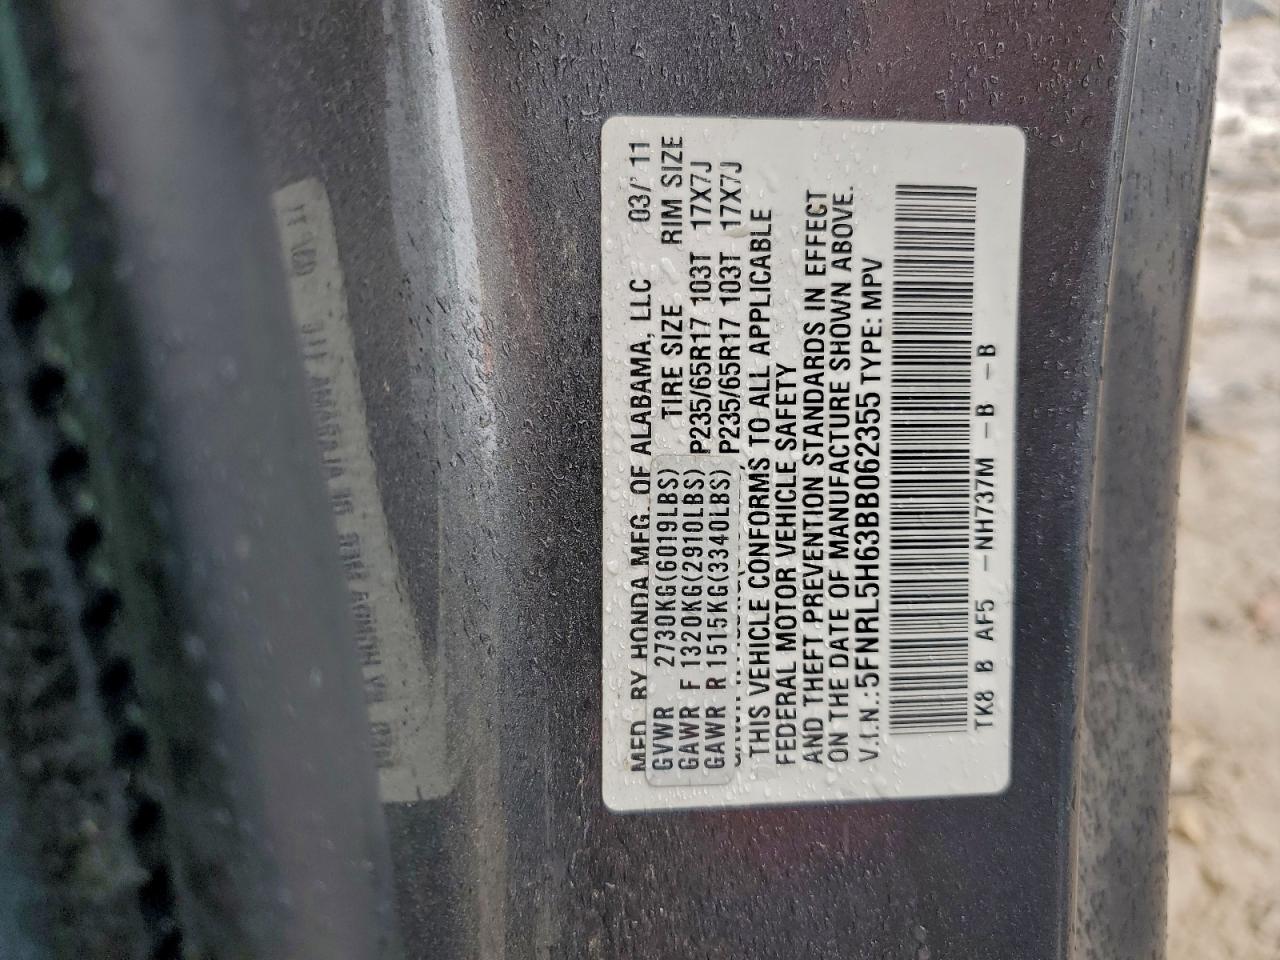 MFD. BY HONDA MFG. OF ALABAMA, LLC 03/'11
GVWR 2730KG(6019LBS) TIRE SIZE RIM SIZE
GAWR F 1320KG(2910LBS) P235/65R17 103T 17X7J
GAWR R 1515KG(3340LBS) P235/65R17 103T 17X7J
THIS VEHICLE CONFORMS TO ALL APPLICABLE
FEDERAL MOTOR VEHICLE SAFETY
AND THEFT PREVENTION STANDARDS IN EFFECT
ON THE DATE OF MANUFACTURE SHOWN ABOVE.
V.I.N.:5FNRL5H63BB062355 TYPE: MPV
TK8 B AF5 -NH737M -B -B